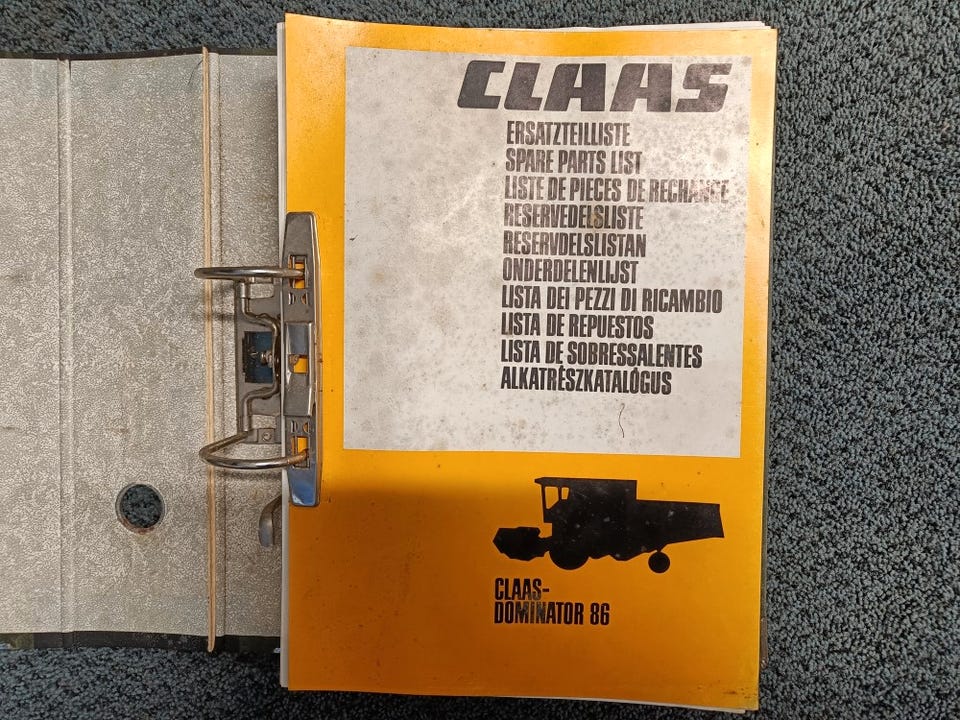 CLAAS
ERSATZTEILLISTE
SPARE PARTS LIST
LISTE DE PIECES DE RECHANGE
RESERVEDELSLISTE
RESERVDELSLISTAN
ONDERDELENLIJST
LISTA DEI PEZZI DI RICAMBIO
LISTA DE REPUESTOS
LISTA DE SOBRESSALENTES
ALKATRÉSZKATALÓGUS
CLAAS-
DOMINATOR 86